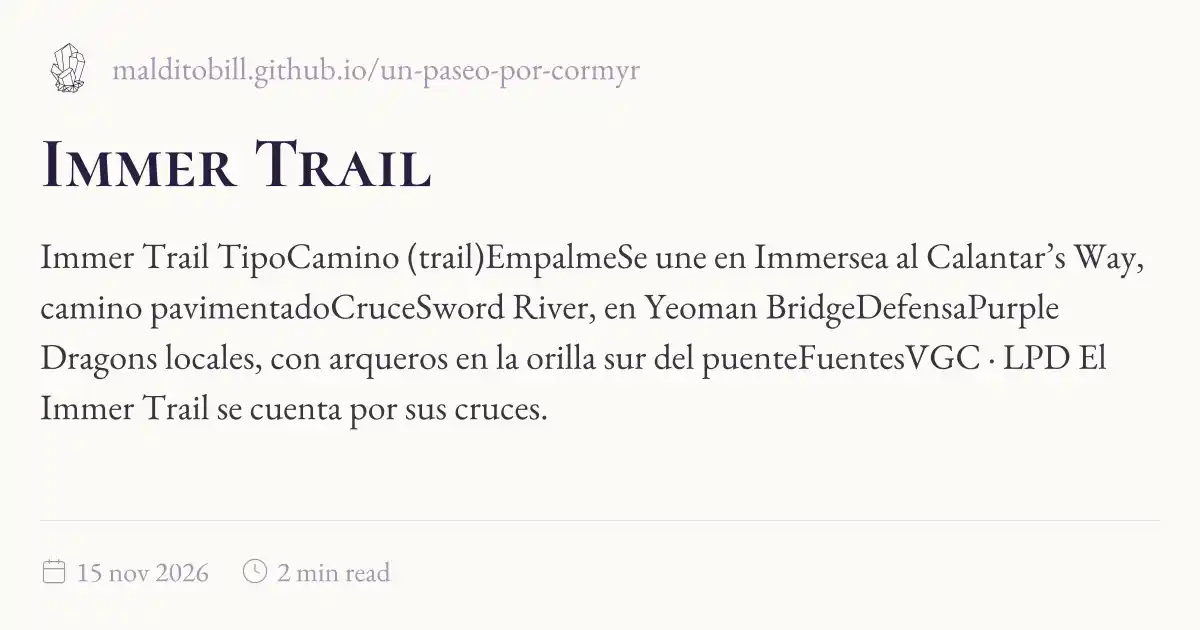 malditobill.github.io/un-paseo-por-cormyr
Immer Trail
Immer Trail TipoCamino (trail)EmpalmeSe une en Immersea al Calantar’s Way,
camino pavimentadoCruceSword River, en Yeoman BridgeDefensaPurple
Dragons locales, con arqueros en la orilla sur del puenteFuentesVGC · LPD El
Immer Trail se cuenta por sus cruces.
15 nov 2026 2 min read